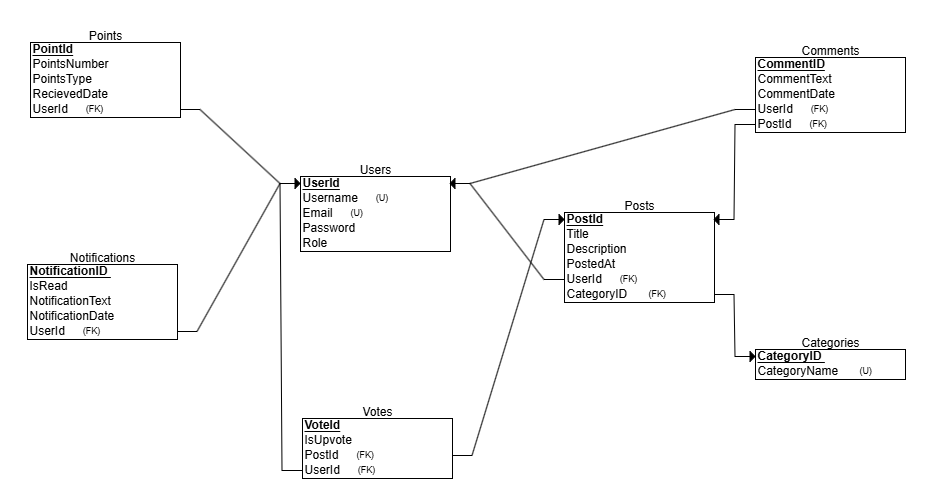 Points
PointId
PointsNumber
PointsType
RecievedDate
UserId (FK)
Comments
CommentID
CommentText
CommentDate
UserId (FK)
PostId (FK)
Users
UserId
Username (U)
Email (U)
Password
Role
Posts
PostId
Title
Description
PostedAt
UserId (FK)
CategoryID (FK)
Notifications
NotificationID
IsRead
NotificationText
NotificationDate
UserId (FK)
Categories
CategoryID
CategoryName (U)
Votes
VoteId
IsUpvote
PostId (FK)
UserId (FK)